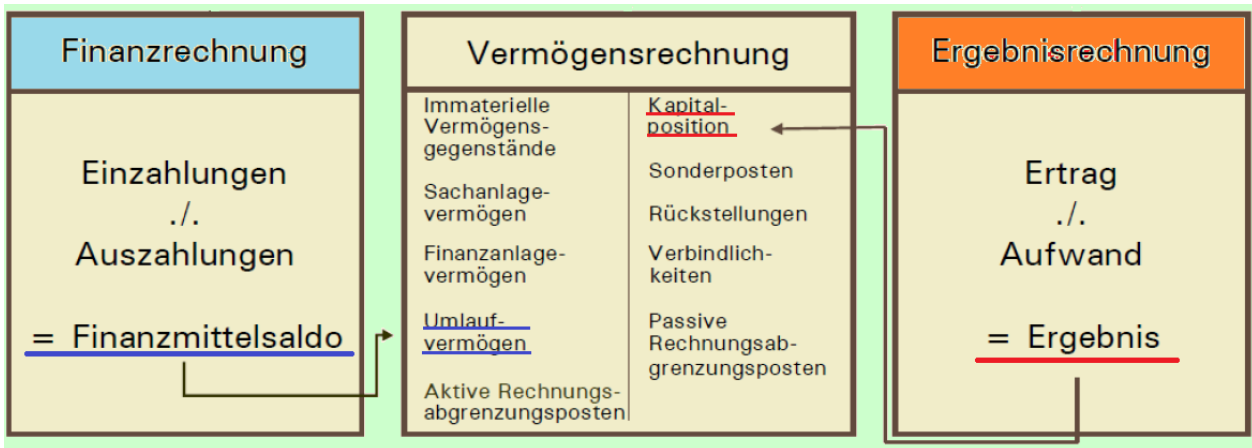 Finanzrechnung
Einzahlungen
./.
Auszahlungen
= Finanzmittelsaldo
Vermögensrechnung
Immaterielle
Vermögens-
gegenstände
Sachanlage-
vermögen
Finanzanlage-
vermögen
Umlauf-
vermögen
Aktive Rechnungs-
abgrenzungsposten
Kapital-
position
Sonderposten
Rückstellungen
Verbindlich-
keiten
Passive
Rechnungsab-
grenzungsposten
Ergebnisrechnung
Ertrag
./.
Aufwand
= Ergebnis